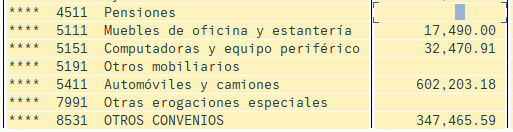 **** 4511 Pensiones
**** 5111 Muebles de oficina y estantería 17,490.00
**** 5151 Computadoras y equipo periférico 32,470.91
**** 5191 Otros mobiliarios
**** 5411 Automóviles y camiones 602,203.18
**** 7991 Otras erogaciones especiales
**** 8531 OTROS CONVENIOS 347,465.59